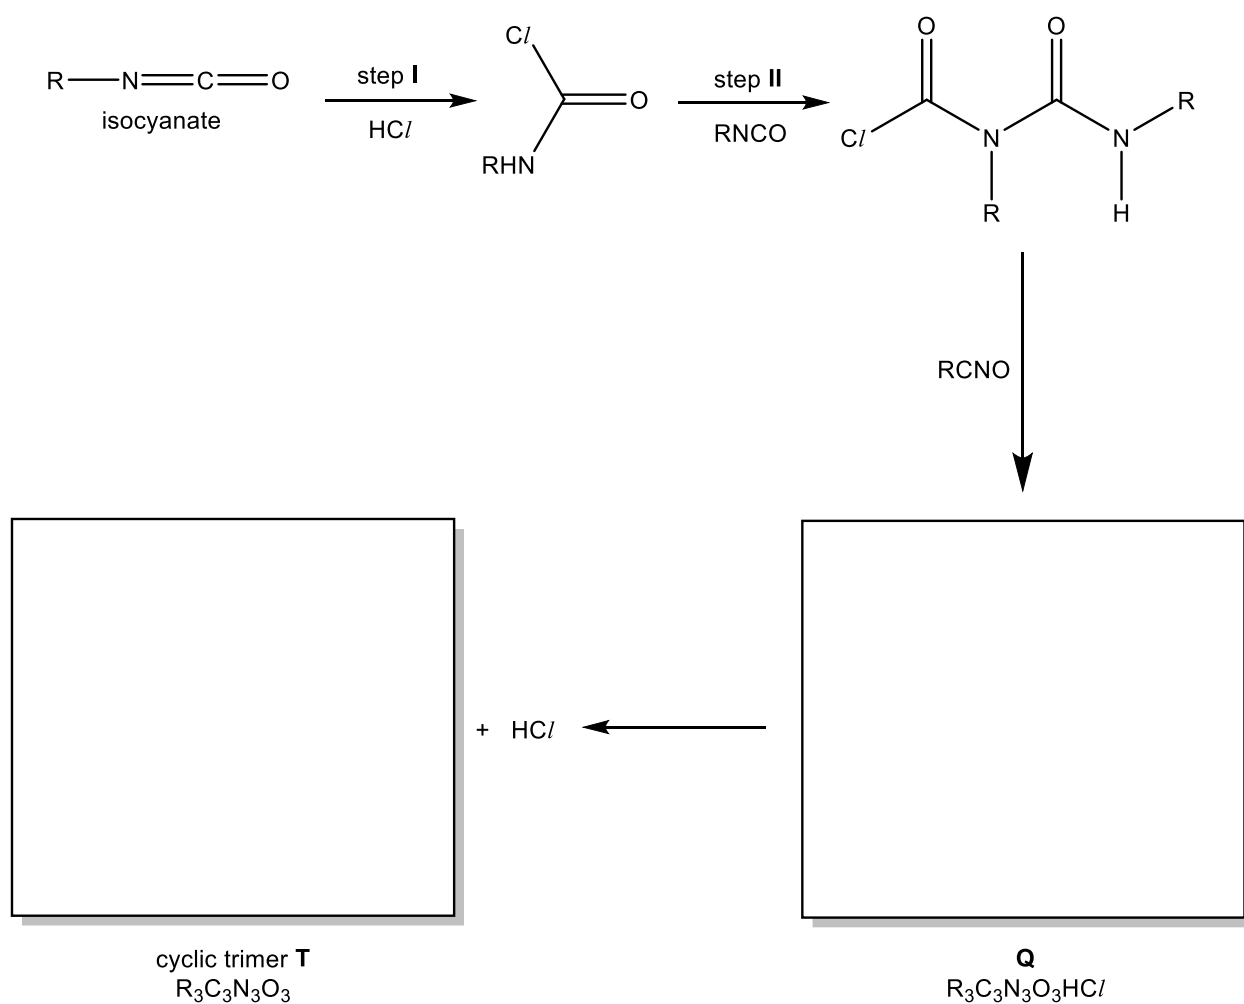 R—N=C=O
isocyanate
step I
HCl
Cl
O
RHN
step II
RNCO
O O
Cl N N R
R H
RCNO
+ HCl
cyclic trimer T
R₃C₃N₃O₃
Q
R₃C₃N₃O₃HCl